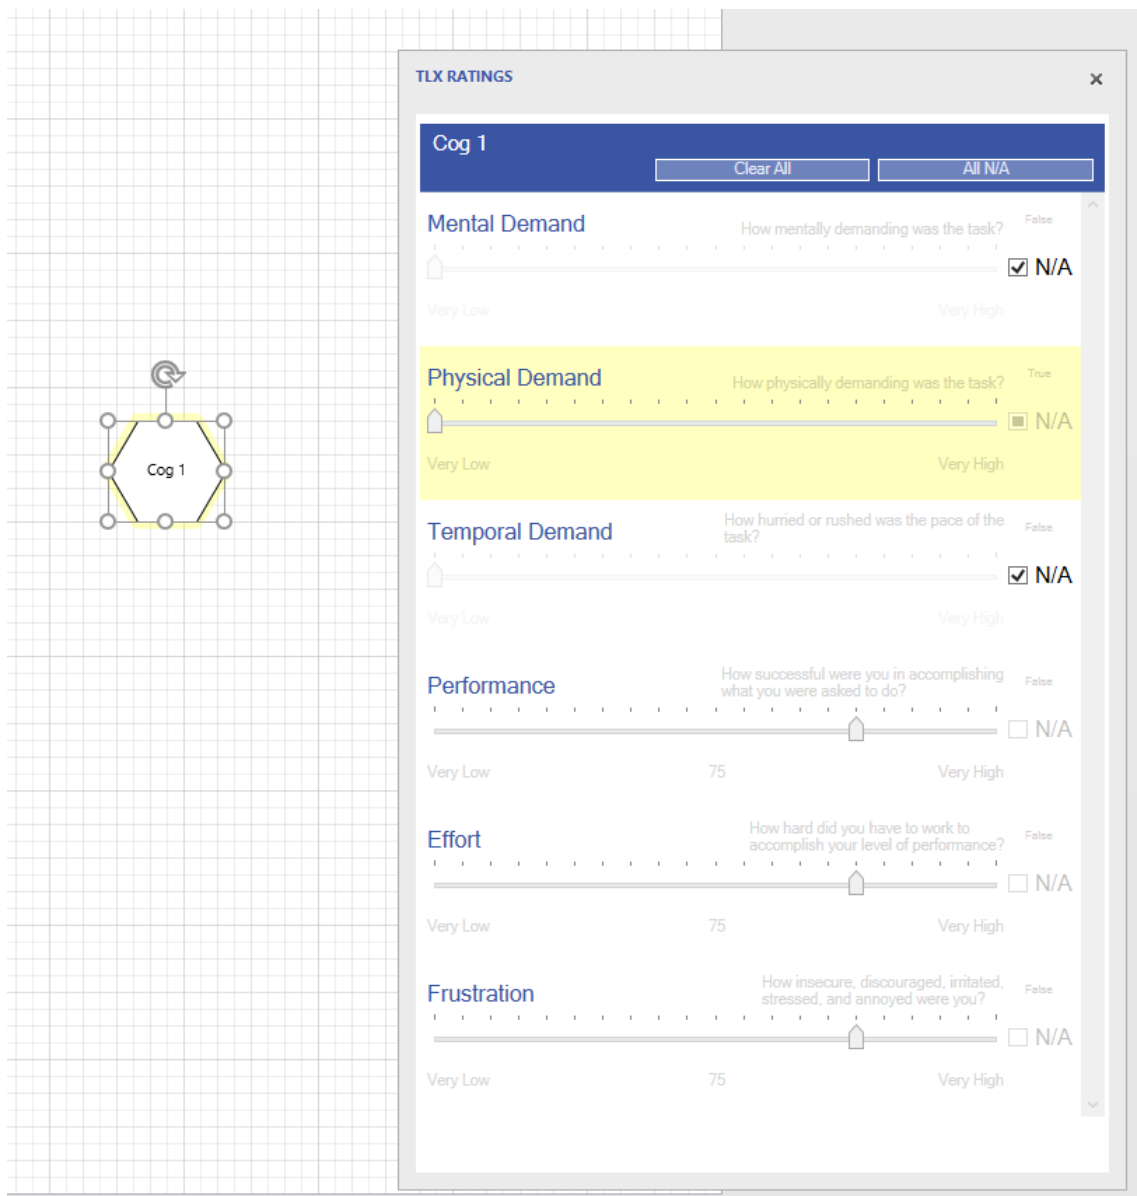 TLX RATINGS
Cog 1
Clear All
All N/A
Mental Demand
How mentally demanding was the task?
False
N/A
Very Low
Very High
Physical Demand
How physically demanding was the task?
True
N/A
Very Low
Very High
Cog 1
Temporal Demand
How hurried or rushed was the pace of the
task?
False
N/A
Very Low
Very High
Performance
How successful were you in accomplishing
what you were asked to do?
False
N/A
Very Low
75
Very High
Effort
How hard did you have to work to
accomplish your level of performance?
False
N/A
Very Low
75
Very High
Frustration
How insecure, discouraged, irritated,
stressed, and annoyed were you?
False
N/A
Very Low
75
Very High